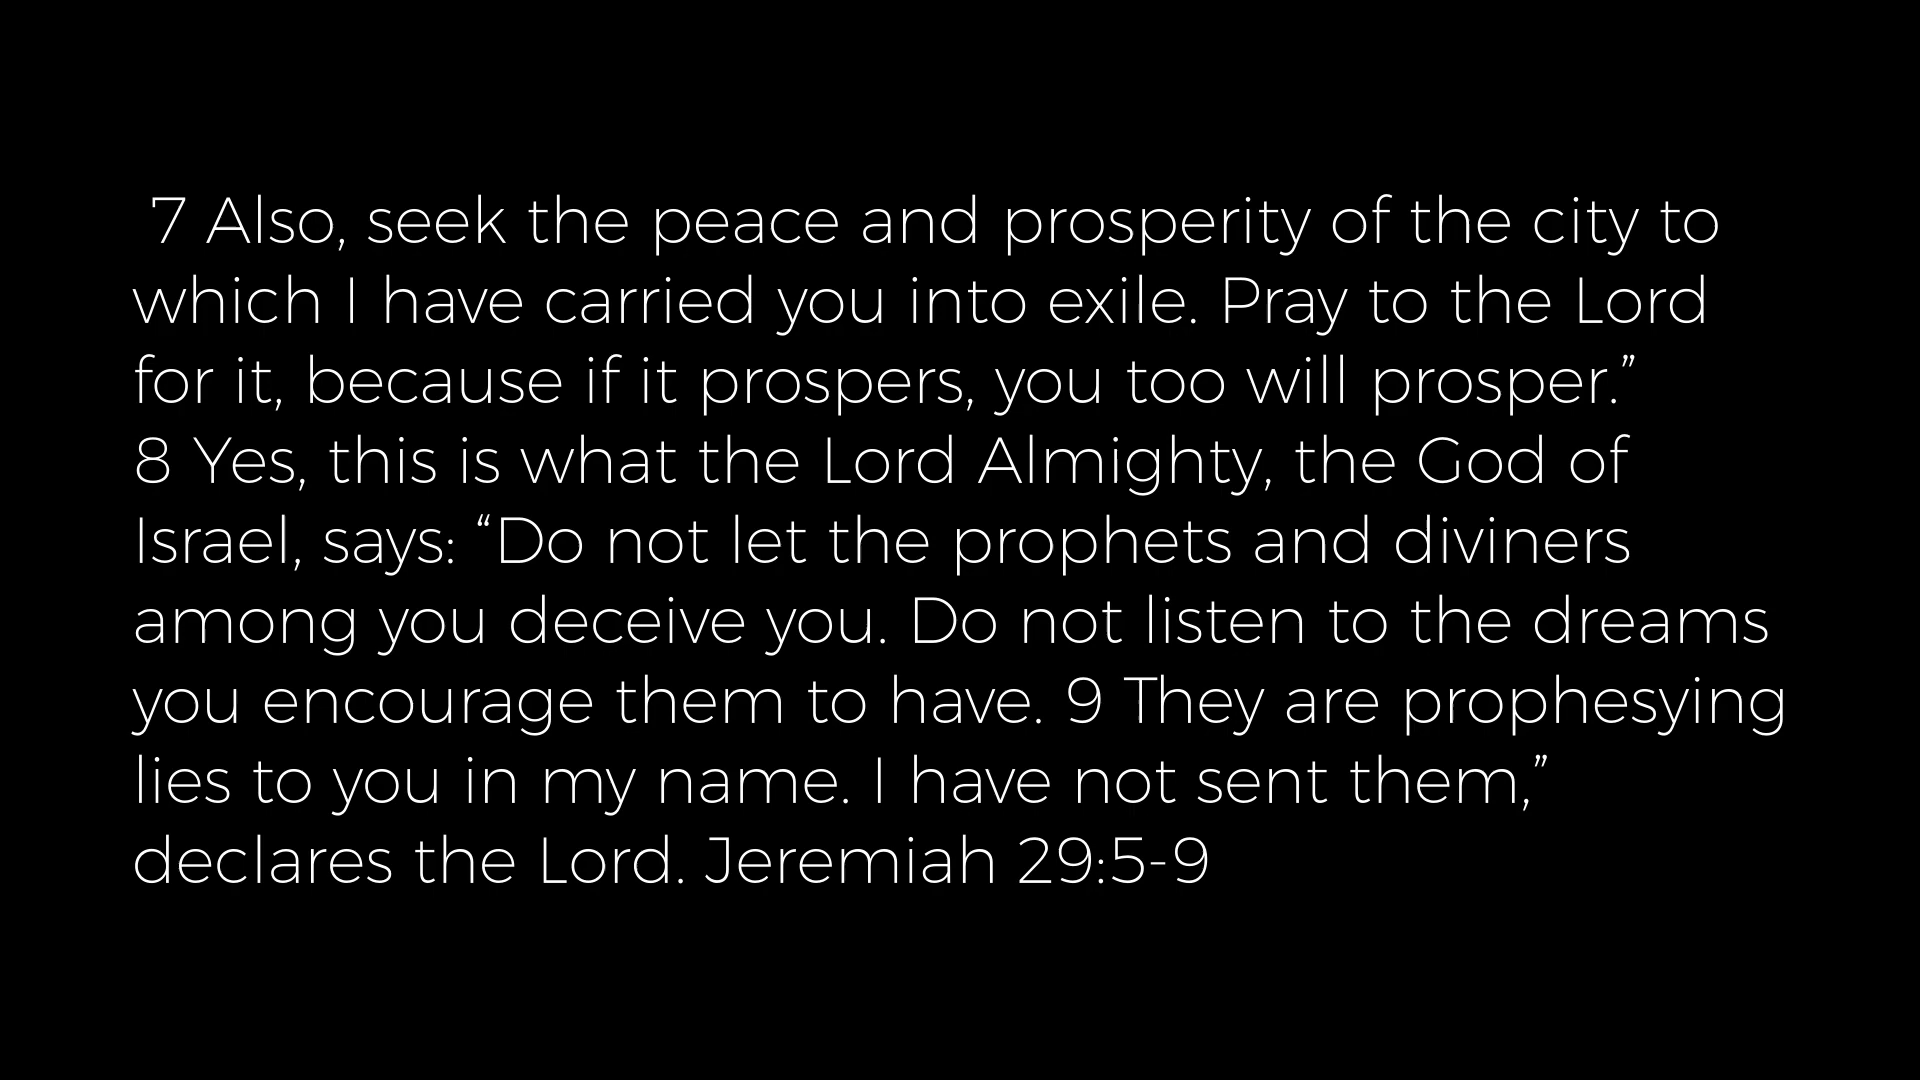 7 Also, seek the peace and prosperity of the city to
which I have carried you into exile. Pray to the Lord
for it, because if it prospers, you too will prosper.”
8 Yes, this is what the Lord Almighty, the God of
Israel, says: “Do not let the prophets and diviners
among you deceive you. Do not listen to the dreams
you encourage them to have. 9 They are prophesying
lies to you in my name. I have not sent them,”
declares the Lord. Jeremiah 29:5-9